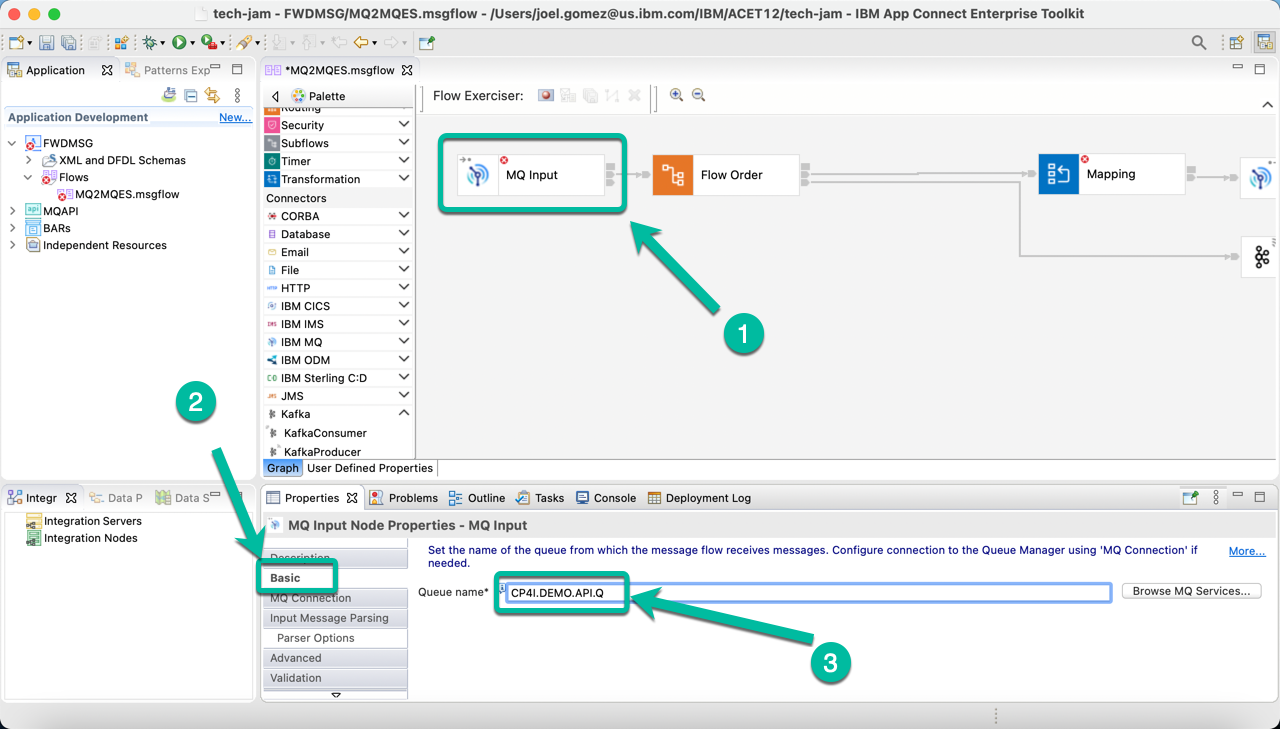 tech-jam - FWDMSG/MQ2MQES.msgflow - /Users/joel.gomez@us.ibm.com/IBM/ACET12/tech-jam - IBM App Connect Enterprise Toolkit
Application
Patterns Exp
Application Development
New...
FWDMSG
XML and DFDL Schemas
Flows
MQ2MQES.msgflow
MQAPI
BARs
Independent Resources
*MQ2MQES.msgflow
Palette
Flow Exerciser:
Routing
Security
Subflows
Timer
Transformation
Connectors
CORBA
Database
Email
File
HTTP
IBM CICS
IBM IMS
IBM MQ
IBM ODM
IBM Sterling C:D
JMS
Kafka
KafkaConsumer
KafkaProducer
MQ Input
Flow Order
Mapping
1
2
Graph
User Defined Properties
Integr
Data P
Data S
Integration Servers
Integration Nodes
Properties
Problems
Outline
Tasks
Console
Deployment Log
MQ Input Node Properties - MQ Input
Description
Basic
MQ Connection
Input Message Parsing
Parser Options
Advanced
Validation
Set the name of the queue from which the message flow receives messages. Configure connection to the Queue Manager using 'MQ Connection' if
needed.
More...
Queue name*
CP4I.DEMO.API.Q
Browse MQ Services...
3